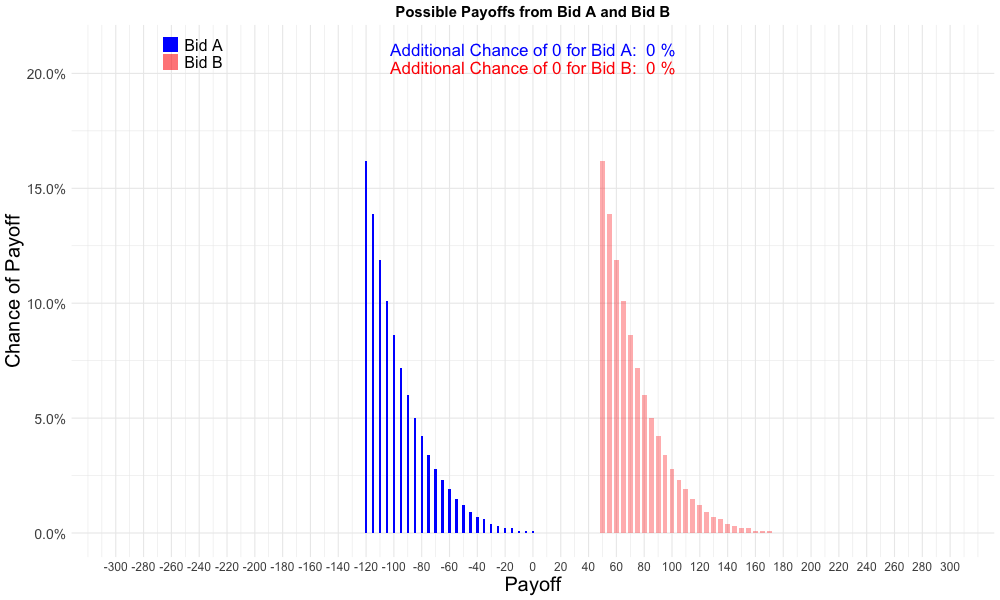 Possible Payoffs from Bid A and Bid B
Bid A
Bid B
Additional Chance of 0 for Bid A:  0 %
Additional Chance of 0 for Bid B:  0 %
Chance of Payoff
20.0%
15.0%
10.0%
5.0%
0.0%
-300 -280 -260 -240 -220 -200 -180 -160 -140 -120 -100 -80 -60 -40 -20 0 20 40 60 80 100 120 140 160 180 200 220 240 260 280 300
Payoff